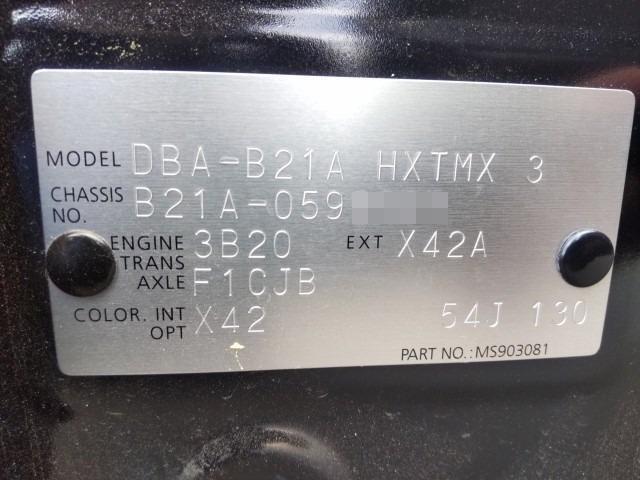 MODEL DBA-B21A HXTMX 3
CHASSIS NO. B21A-059
ENGINE 3B20 EXT X42A
TRANS AXLE F1CJB
COLOR. INT OPT X42 54J 130
PART NO.:MS903081